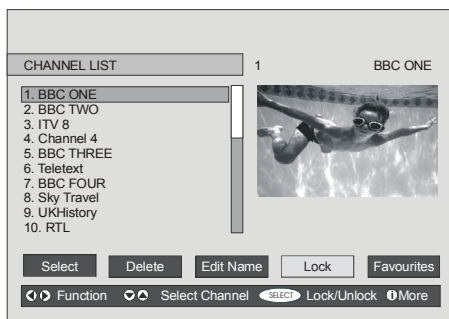 CHANNEL LIST
1 BBC ONE
1. BBC ONE
2. BBC TWO
3. ITV 8
4. Channel 4
5. BBC THREE
6. Teletext
7. BBC FOUR
8. Sky Travel
9. UKHistory
10. RTL
Select Delete Edit Name Lock Favourites
Function Select Channel SELECT Lock/Unlock i More